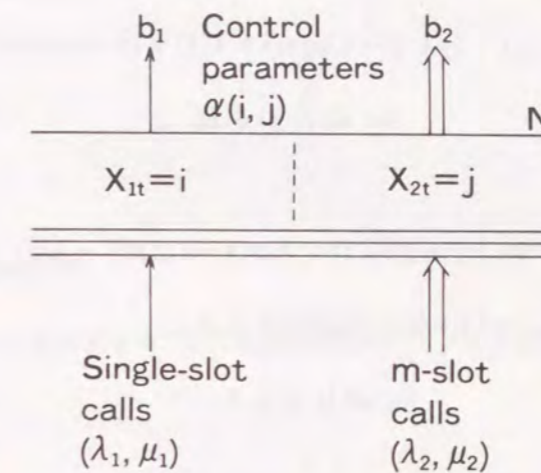 b₁
Control
parameters
α(i, j)
b₂
N
X₁ₜ=i
X₂ₜ=j
Single-slot
calls
(λ₁, μ₁)
m-slot
calls
(λ₂, μ₂)